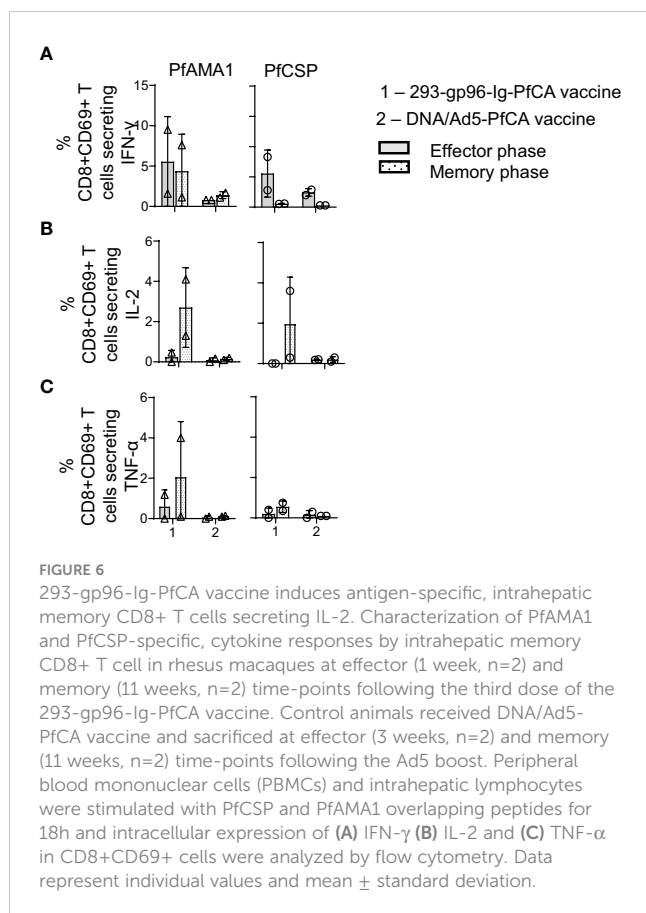 A
PfAMA1 PfCSP
1 – 293-gp96-Ig-PfCA vaccine
2 – DNA/Ad5-PfCA vaccine
Effector phase
Memory phase
%
CD8+CD69+ T
cells secreting
IFN-γ
15
10
5
0
B
%
CD8+CD69+ T
cells secreting
IL-2
6
4
2
0
C
%
CD8+CD69+ T
cells secreting
TNF-α
6
4
2
0
1 2 1 2
FIGURE 6
293-gp96-Ig-PfCA vaccine induces antigen-specific, intrahepatic
memory CD8+ T cells secreting IL-2. Characterization of PfAMA1
and PfCSP-specific, cytokine responses by intrahepatic memory
CD8+ T cell in rhesus macaques at effector (1 week, n=2) and
memory (11 weeks, n=2) time-points following the third dose of the
293-gp96-Ig-PfCA vaccine. Control animals received DNA/Ad5-
PfCA vaccine and sacrificed at effector (3 weeks, n=2) and memory
(11 weeks, n=2) time-points following the Ad5 boost. Peripheral
blood mononuclear cells (PBMCs) and intrahepatic lymphocytes
were stimulated with PfCSP and PfAMA1 overlapping peptides for
18h and intracellular expression of (A) IFN-γ (B) IL-2 and (C) TNF-α
in CD8+CD69+ cells were analyzed by flow cytometry. Data
represent individual values and mean ± standard deviation.